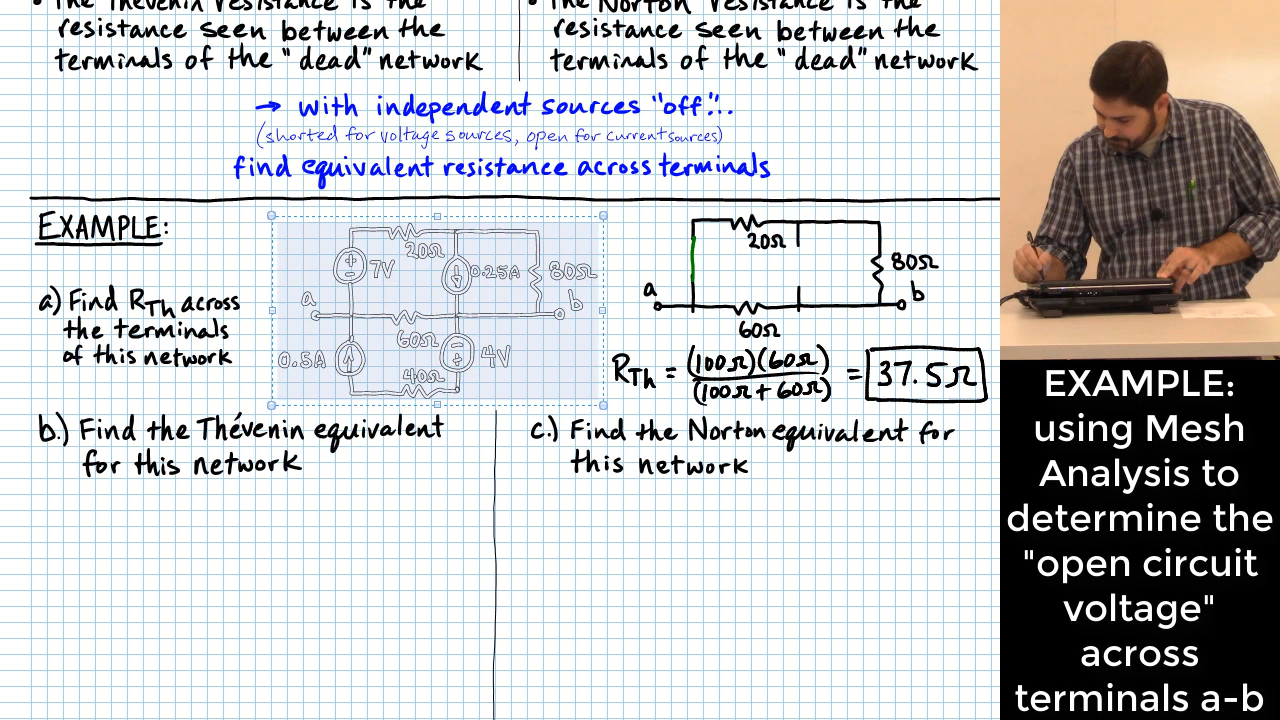 • The Thévenin resistance is the
resistance seen between the
terminals of the "dead" network
• The Norton resistance is the
resistance seen between the
terminals of the "dead" network
→ with independent sources "off"...
(shorted for voltage sources, open for current sources)
find equivalent resistance across terminals
EXAMPLE:
a) Find RTh across
the terminals
of this network
20Ω
7V
0.25A
80Ω
a
b
60Ω
0.5A
4V
40Ω
20Ω
80Ω
a
b
60Ω
RTh = (100Ω)(60Ω) / (100Ω + 60Ω) = 37.5Ω
b.) Find the Thévenin equivalent
for this network
c.) Find the Norton equivalent for
this network
EXAMPLE:
using Mesh
Analysis to
determine the
"open circuit
voltage"
across
terminals a-b